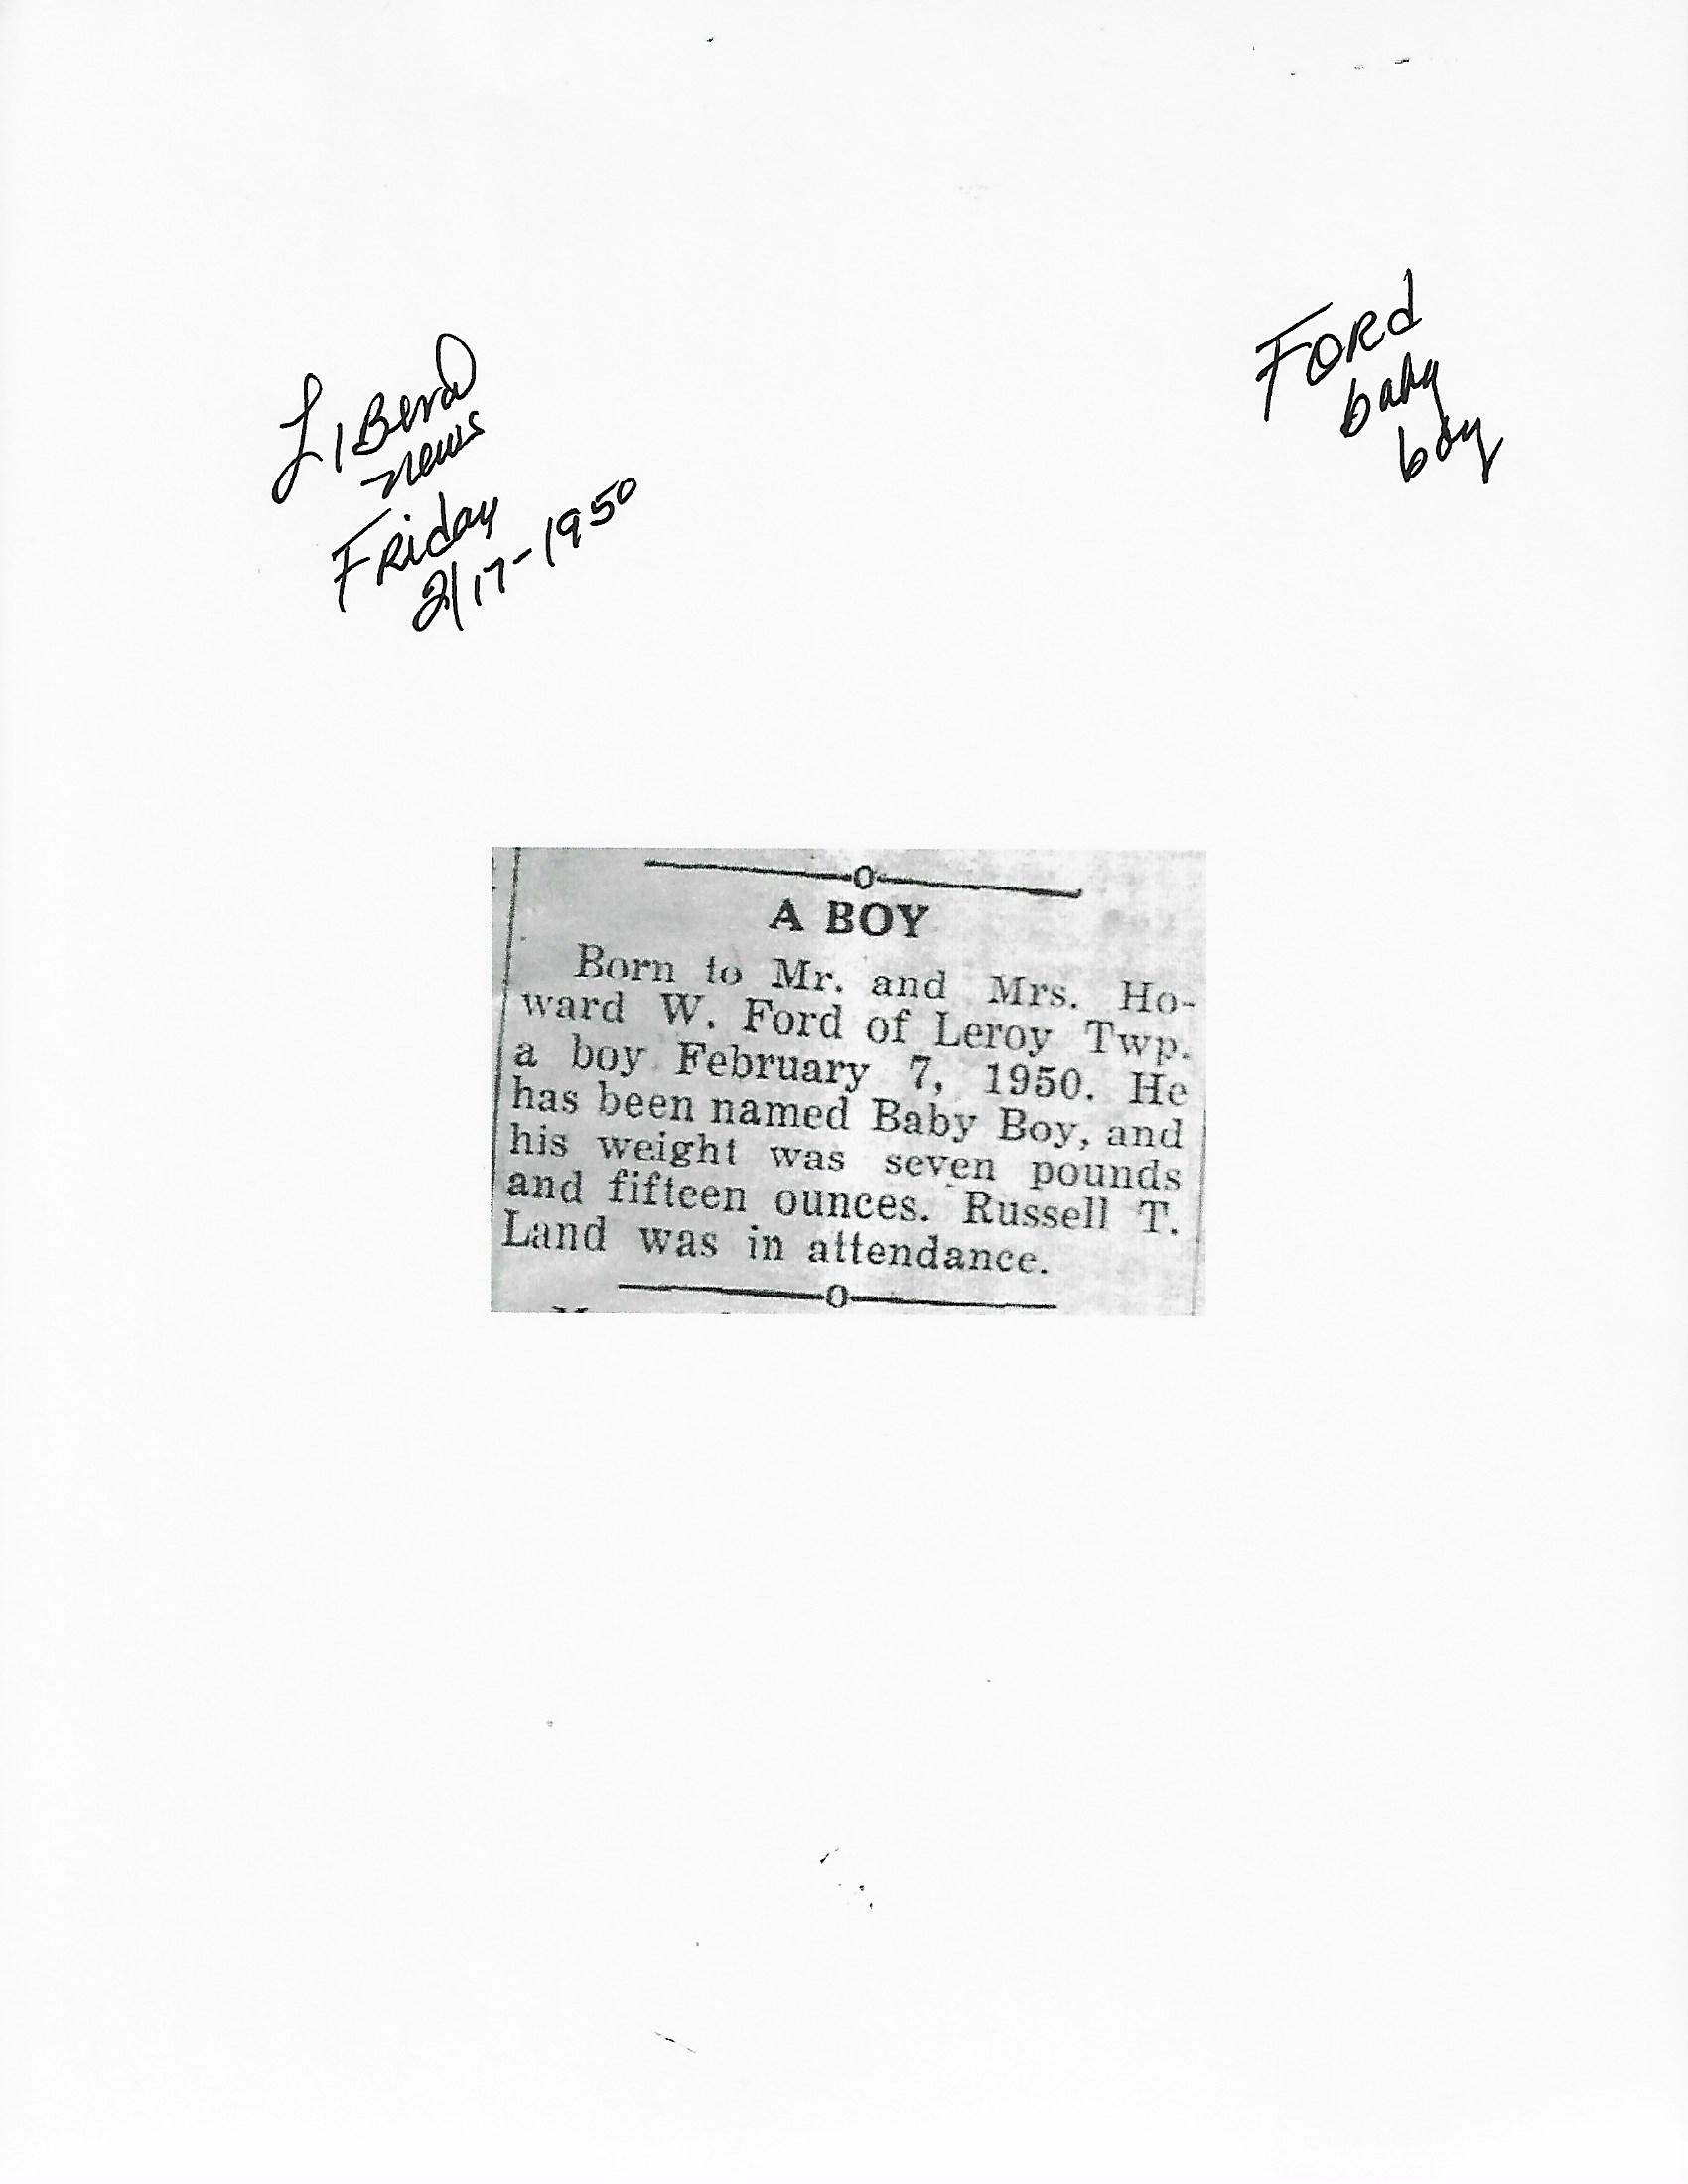 LiBeral
news
Friday
2/17-1950
Ford
baby
boy
A BOY
Born to Mr. and Mrs. Ho-
ward W. Ford of Leroy Twp.
a boy February 7, 1950. He
has been named Baby Boy, and
his weight was seven pounds
and fifteen ounces. Russell T.
Land was in attendance.